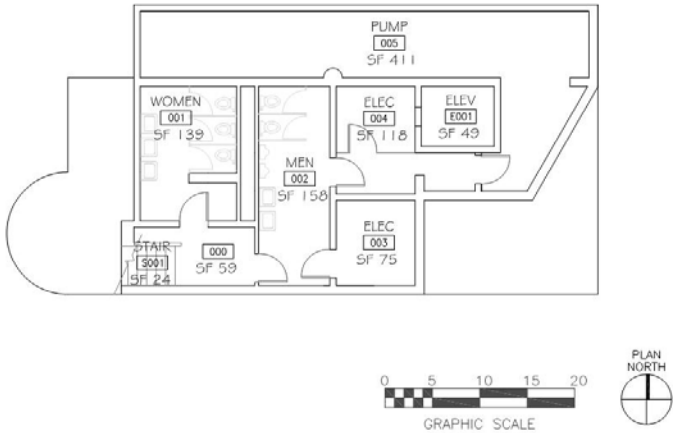 PUMP
005
SF 411
WOMEN
001
SF 139
ELEC
004
SF 118
ELEV
E001
SF 49
MEN
002
SF 158
ELEC
003
SF 75
STAIR
S001
SF 24
000
SF 59
0 5 10 15 20
GRAPHIC SCALE
PLAN
NORTH